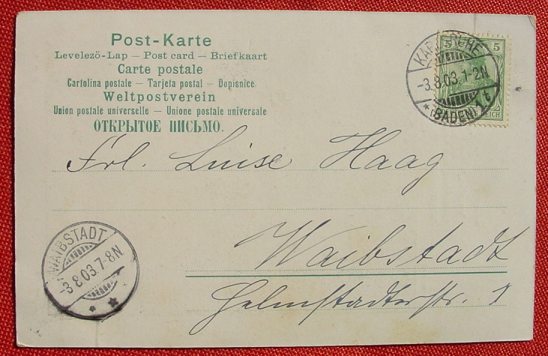 Post-Karte
Levelező-Lap — Post card — Briefkaart
Carte postale
Cartolina postale — Tarjeta postal — Dopisnice
Weltpostverein
Union postale universelle — Unione postale universale
ОТКРЫТОЕ ПИСЬМО.
5 5
KARLSRUHE
-3.8.03.1-2N
* (BADEN)
Frl. Luise Haag
Waibstadt
Helmstadterstr.
WAIBSTADT
-3.8.03.7-8N
* *